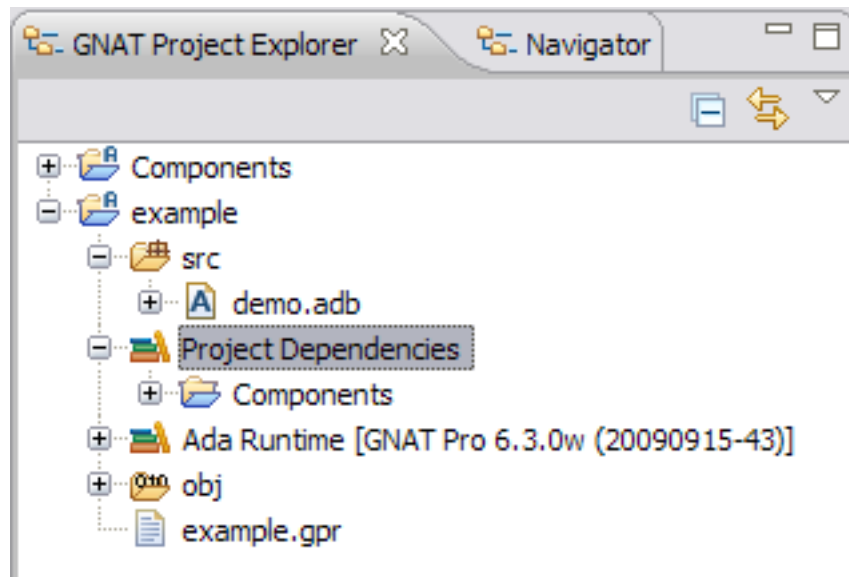 GNAT Project Explorer Navigator
Components
example
src
demo.adb
Project Dependencies
Components
Ada Runtime [GNAT Pro 6.3.0w (20090915-43)]
obj
example.gpr